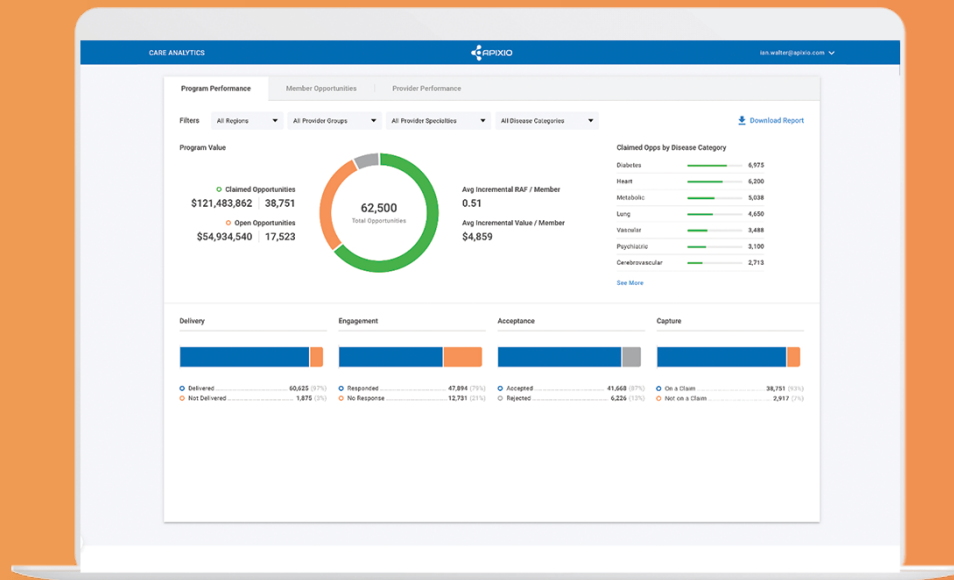 CARE ANALYTICS
APIXIO
ian.walter@apixio.com
Program Performance
Member Opportunities
Provider Performance
Filters
All Regions
All Provider Groups
All Provider Specialties
All Disease Categories
Download Report
Program Value
Claimed Opportunities
$121,483,862 38,751
Open Opportunities
$54,934,540 17,523
62,500
Total Opportunities
Avg Incremental RAF / Member
0.51
Avg Incremental Value / Member
$4,859
Claimed Opps by Disease Category
Diabetes 6,975
Heart 6,200
Metabolic 5,038
Lung 4,650
Vascular 3,488
Psychiatric 3,100
Cerebrovascular 2,713
See More
Delivery
Delivered 60,625 (97%)
Not Delivered 1,875 (3%)
Engagement
Responded 47,894 (79%)
No Response 12,731 (21%)
Acceptance
Accepted 41,668 (87%)
Rejected 6,226 (13%)
Capture
On a Claim 38,751 (93%)
Not on a Claim 2,917 (7%)